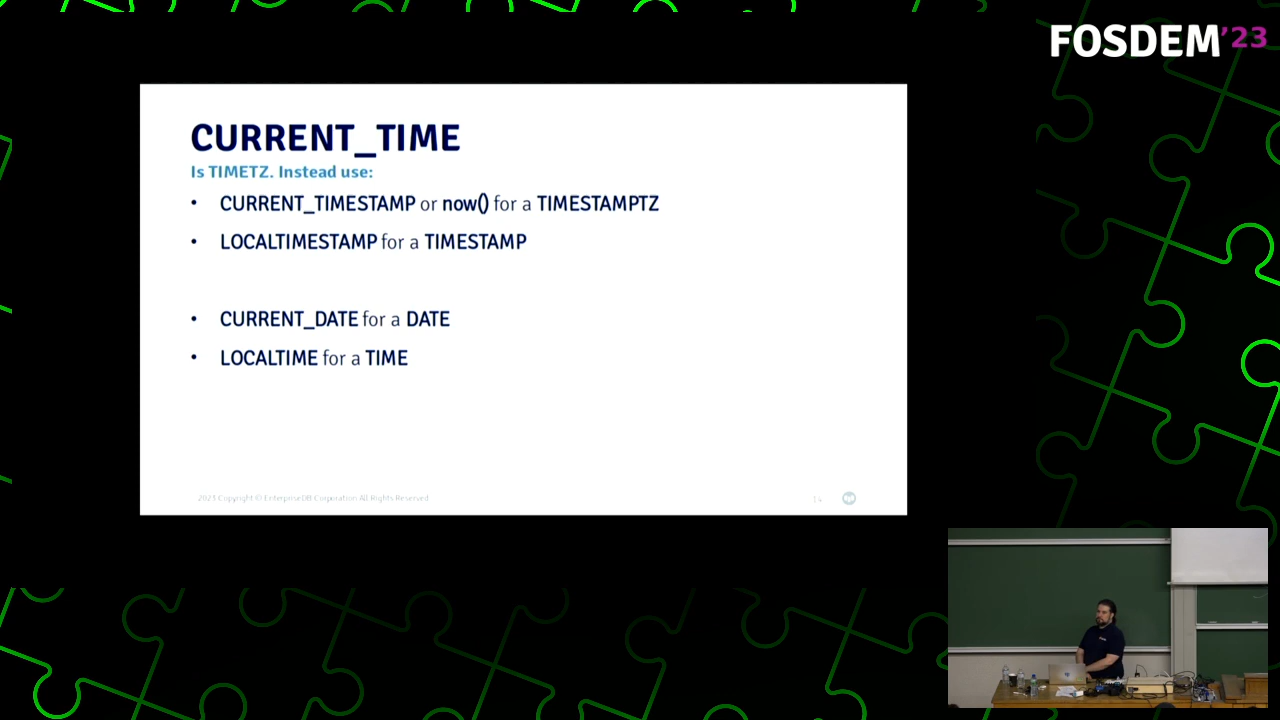 FOSDEM'23
CURRENT_TIME
Is TIMETZ. Instead use:
• CURRENT_TIMESTAMP or now() for a TIMESTAMPTZ
• LOCALTIMESTAMP for a TIMESTAMP
• CURRENT_DATE for a DATE
• LOCALTIME for a TIME
2023 Copyright © EnterpriseDB Corporation All Rights Reserved
14